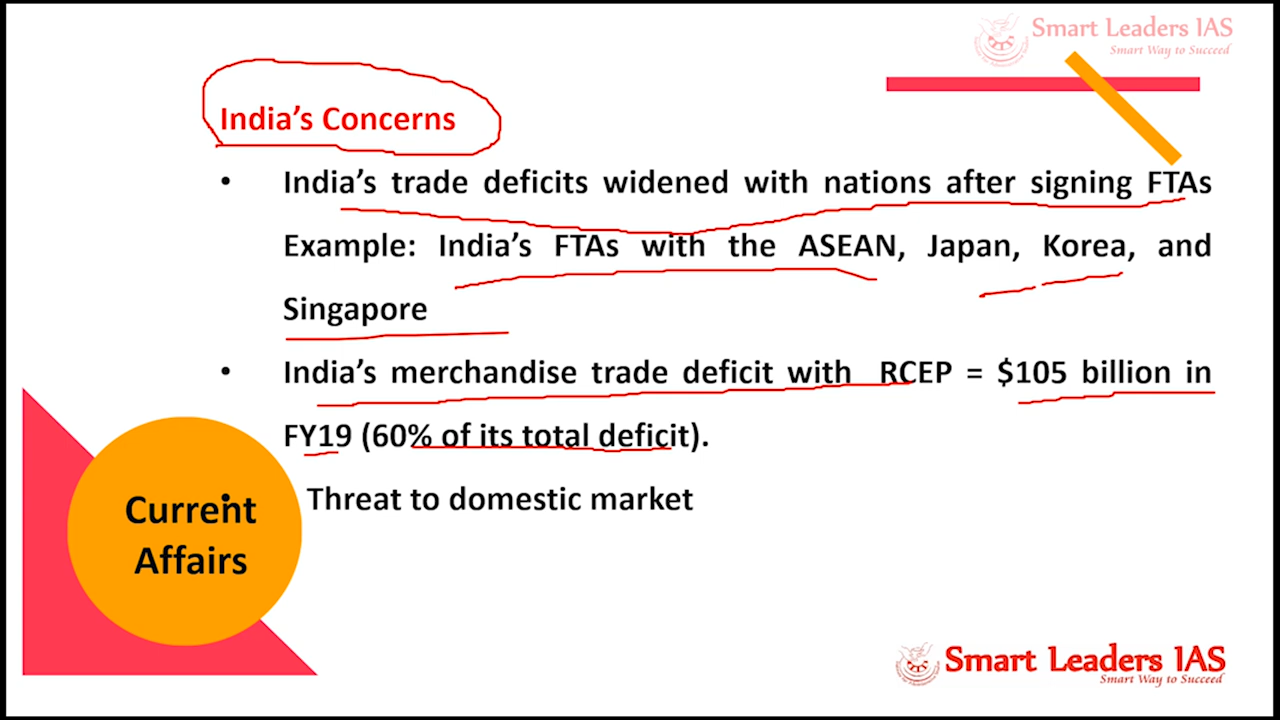 Smart Leaders IAS
Smart Way to Succeed
India's Concerns
• India's trade deficits widened with nations after signing FTAs
Example: India's FTAs with the ASEAN, Japan, Korea, and
Singapore
• India's merchandise trade deficit with RCEP = $105 billion in
FY19 (60% of its total deficit).
• Threat to domestic market
Current
Affairs
Smart Leaders IAS
Smart Way to Succeed